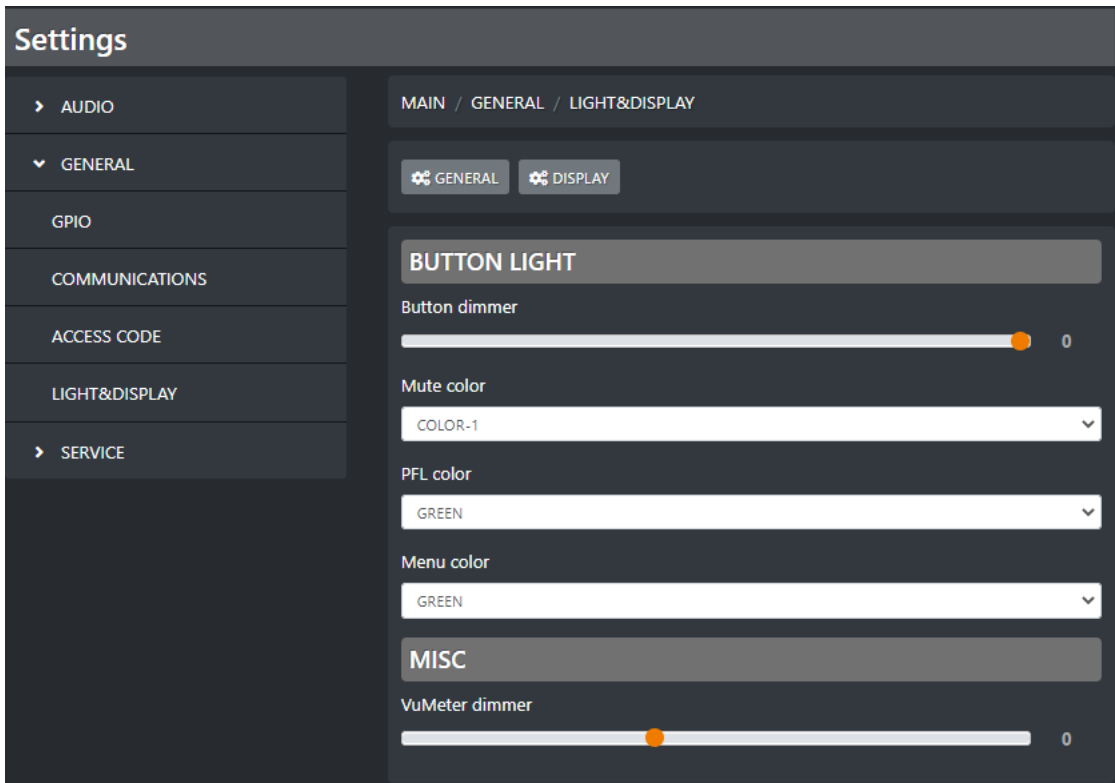 Settings
AUDIO
GENERAL
GPIO
COMMUNICATIONS
ACCESS CODE
LIGHT&DISPLAY
SERVICE
MAIN / GENERAL / LIGHT&DISPLAY
GENERAL DISPLAY
BUTTON LIGHT
Button dimmer
0
Mute color
COLOR-1
PFL color
GREEN
Menu color
GREEN
MISC
VuMeter dimmer
0